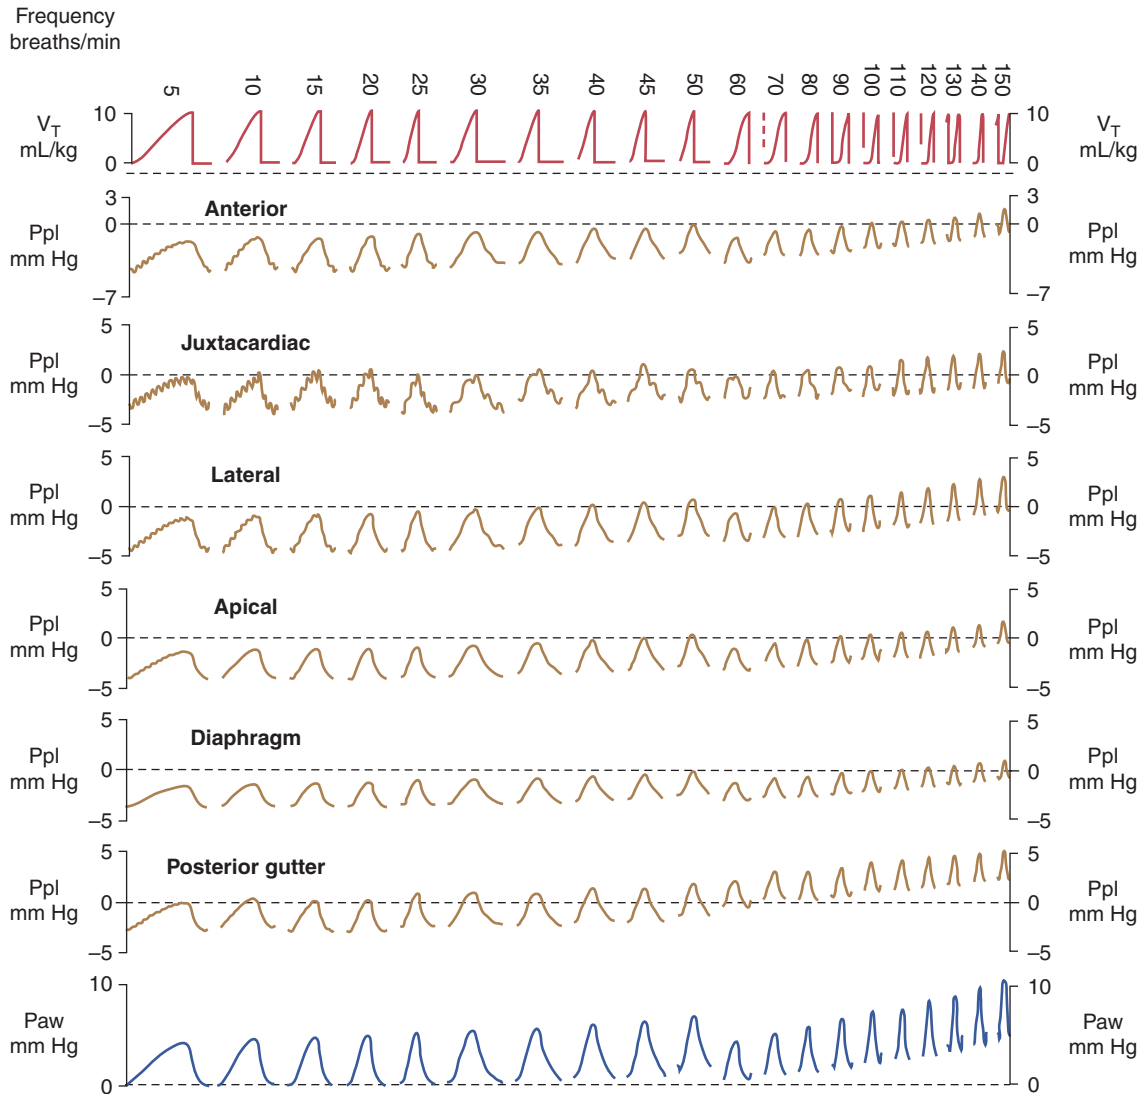 Frequency
breaths/min
5 10 15 20 25 30 35 40 45 50 60 70 80 90 100 110 120 130 140 150
10 10
V_T V_T
mL/kg mL/kg
0 0
3 3
Anterior
0 0
Ppl Ppl
mm Hg mm Hg
–7 –7
5 5
Juxtacardiac
Ppl Ppl
0 0
mm Hg mm Hg
–5 –5
5 5
Lateral
Ppl Ppl
0 0
mm Hg mm Hg
–5 –5
5 5
Apical
Ppl Ppl
0 0
mm Hg mm Hg
–5 –5
5 5
Diaphragm
Ppl Ppl
0 0
mm Hg mm Hg
–5 –5
5 5
Posterior gutter
Ppl Ppl
0 0
mm Hg mm Hg
–5 –5
10 10
Paw Paw
mm Hg mm Hg
0 0